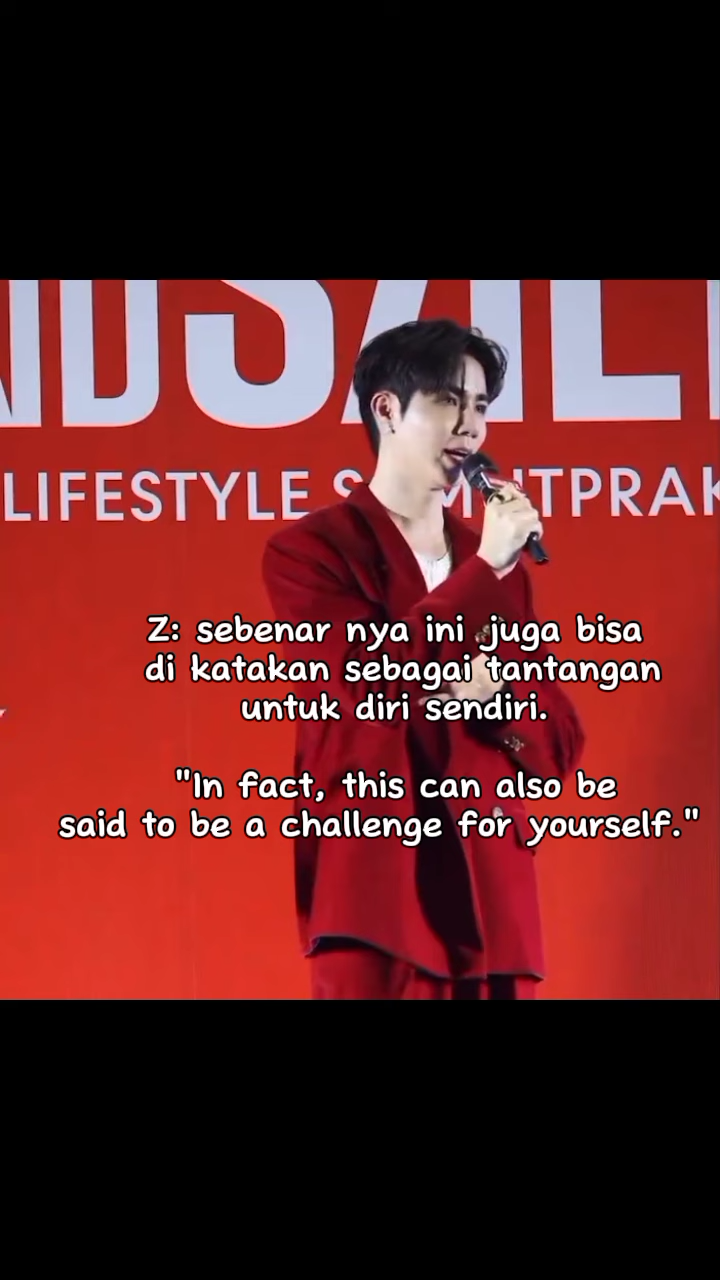 LIFESTYLE
Z: sebenar nya ini juga bisa
di katakan sebagai tantangan
untuk diri sendiri.
"In fact, this can also be
said to be a challenge for yourself."